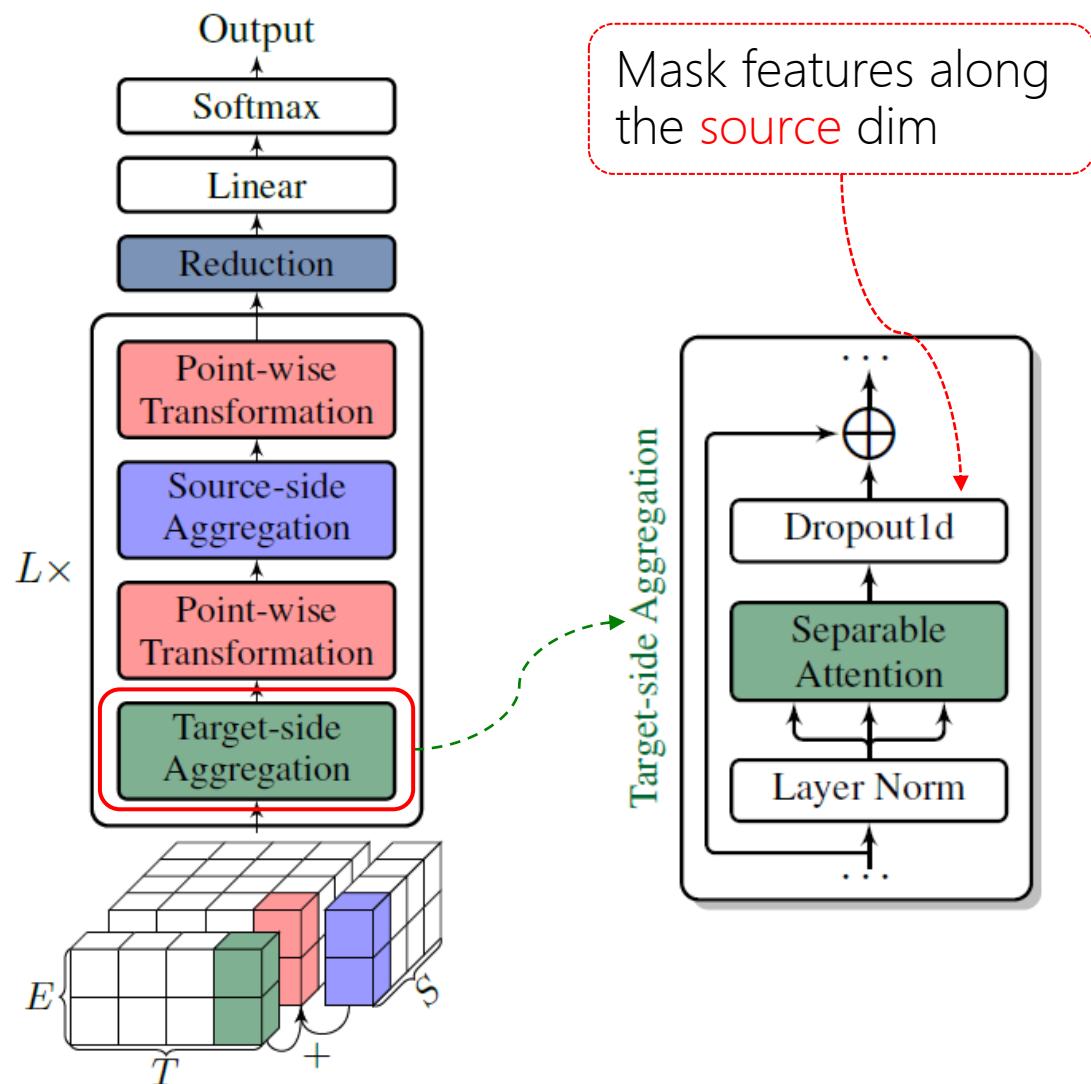 Output
Softmax
Linear
Reduction
Point-wise
Transformation
Source-side
Aggregation
L×
Point-wise
Transformation
Target-side
Aggregation
E
T
+
S
Mask features along
the source dim
Target-side Aggregation
...
Dropout1d
Separable
Attention
Layer Norm
...